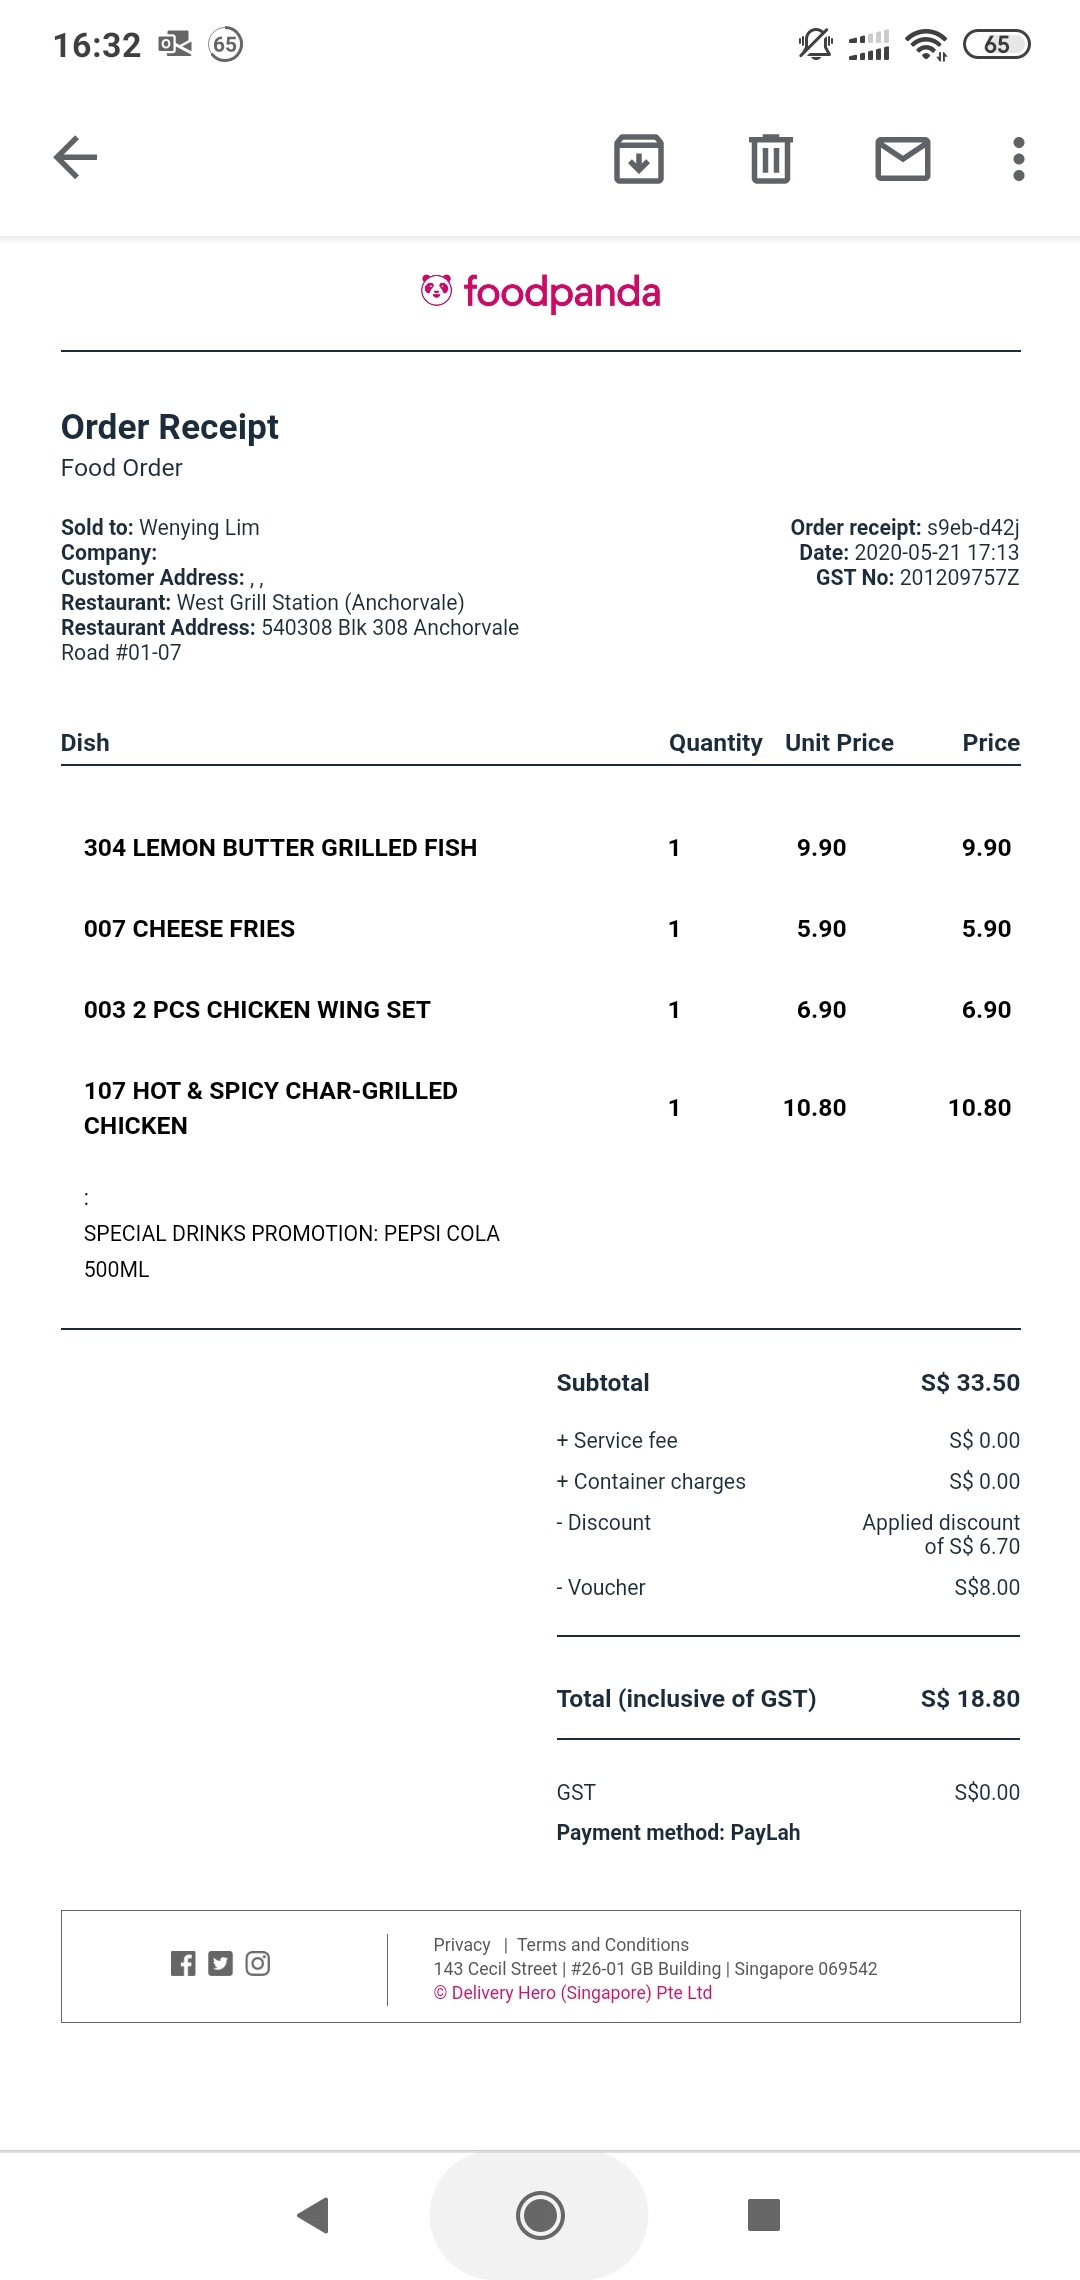 16:32 65 65
foodpanda
Order Receipt
Food Order
Sold to: Wenying Lim
Company:
Customer Address: , ,
Restaurant: West Grill Station (Anchorvale)
Restaurant Address: 540308 Blk 308 Anchorvale
Road #01-07
Order receipt: s9eb-d42j
Date: 2020-05-21 17:13
GST No: 201209757Z
Dish Quantity Unit Price Price
304 LEMON BUTTER GRILLED FISH 1 9.90 9.90
007 CHEESE FRIES 1 5.90 5.90
003 2 PCS CHICKEN WING SET 1 6.90 6.90
107 HOT & SPICY CHAR-GRILLED
CHICKEN 1 10.80 10.80
:
SPECIAL DRINKS PROMOTION: PEPSI COLA
500ML
Subtotal S$ 33.50
+ Service fee S$ 0.00
+ Container charges S$ 0.00
- Discount Applied discount
of S$ 6.70
- Voucher S$8.00
Total (inclusive of GST) S$ 18.80
GST S$0.00
Payment method: PayLah
Privacy | Terms and Conditions
143 Cecil Street | #26-01 GB Building | Singapore 069542
© Delivery Hero (Singapore) Pte Ltd